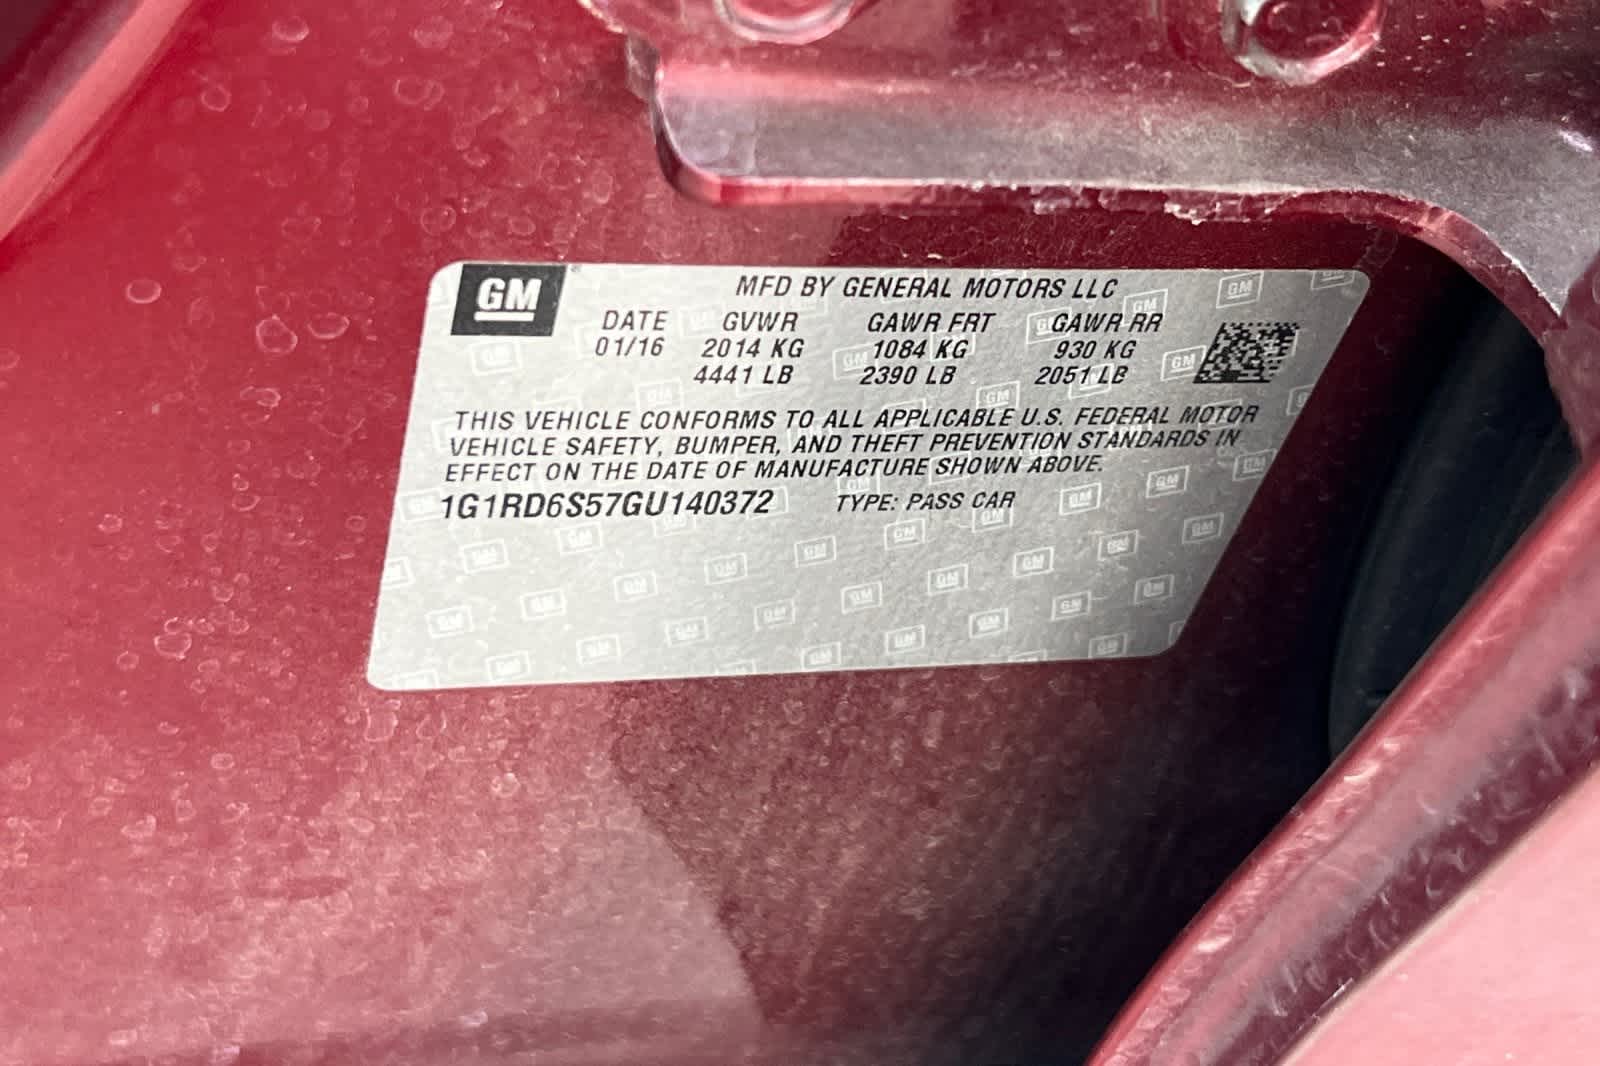 GM
MFD BY GENERAL MOTORS LLC
DATE GVWR GAWR FRT GAWR RR
01/16 2014 KG 1084 KG 930 KG
4441 LB 2390 LB 2051 LB
THIS VEHICLE CONFORMS TO ALL APPLICABLE U.S. FEDERAL MOTOR
VEHICLE SAFETY, BUMPER, AND THEFT PREVENTION STANDARDS IN
EFFECT ON THE DATE OF MANUFACTURE SHOWN ABOVE.
1G1RD6S57GU140372 TYPE: PASS CAR